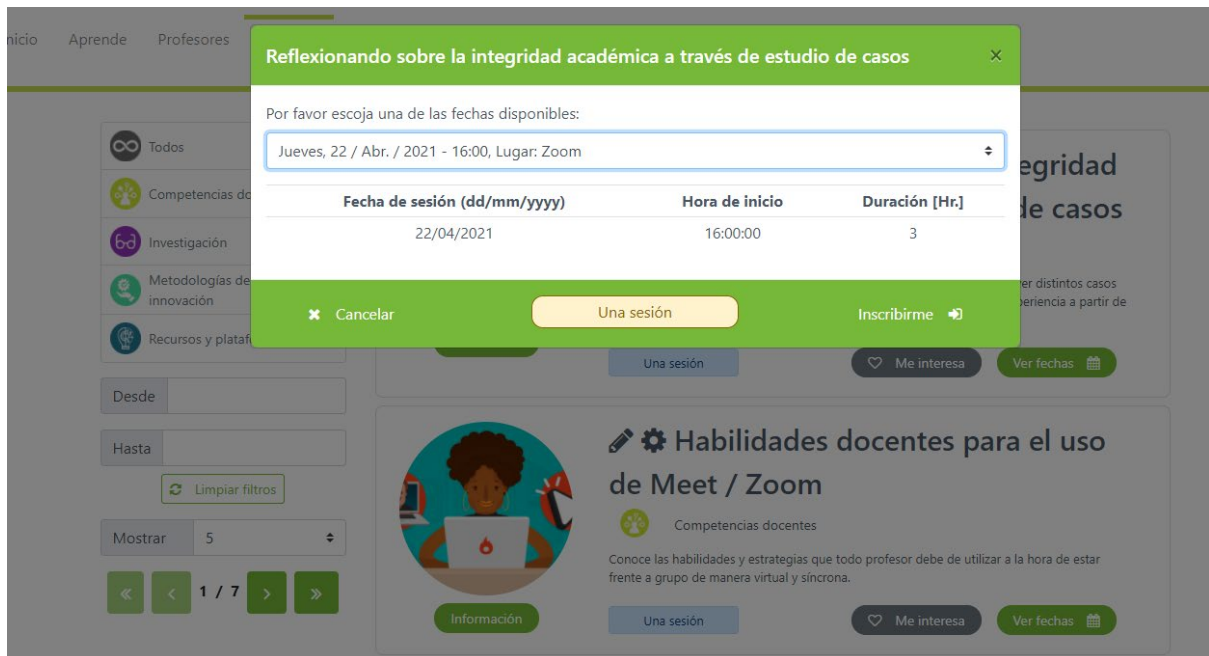 Aprende Profesores
Reflexionando sobre la integridad académica a través de estudio de casos ×
Por favor escoja una de las fechas disponibles:
Jueves, 22 / Abr. / 2021 - 16:00, Lugar: Zoom
Fecha de sesión (dd/mm/yyyy) Hora de inicio Duración [Hr.]
22/04/2021 16:00:00 3
Cancelar Una sesión Inscribirme
Todos
Competencias
Investigación
Metodologías de
innovación
Recursos y
Desde
Hasta
Limpiar filtros
Mostrar 5
« < 1 / 7 > »
de casos
distintos casos
a partir de
Una sesión Me interesa Ver fechas
Habilidades docentes para el uso
de Meet / Zoom
Competencias docentes
Conoce las habilidades y estrategias que todo profesor debe de utilizar a la hora de estar
frente a grupo de manera virtual y síncrona.
Información Una sesión Me interesa Ver fechas